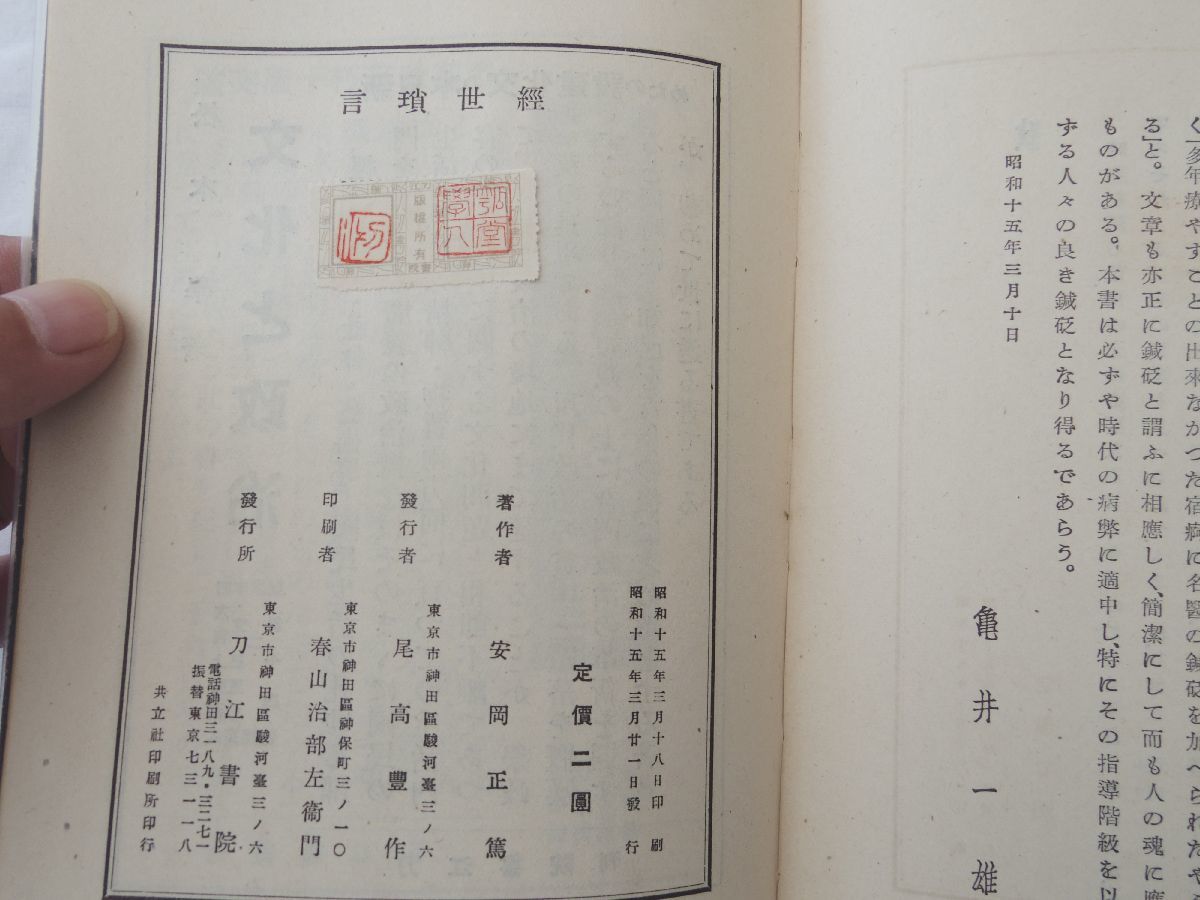 く「多年療やすことの出來なかつた宿痾に名醫の鍼砭を加へられたや
る」と。文章も亦正に鍼砭と謂ふに相應しく、簡潔にして而も人の魂に應
ものがある。本書は必ずや時代の病弊に適中し、特にその指導階級を以
ずる人々の良き鍼砭となり得るであらう。
昭和十五年三月十日
亀井一雄
經世瑣言
版權所有
昭和十五年三月十八日印刷
昭和十五年三月廿一日發行
定價二圓
著作者 安岡正篤
東京市神田區駿河臺三ノ六
發行者 尾高豐作
東京市神田區神保町三ノ一〇
印刷者 春山治部左衞門
東京市神田區駿河臺三ノ六
發行所 刀江書院
電話神田三一八九・三二七一
振替東京七三一一八
共立社印刷所印行